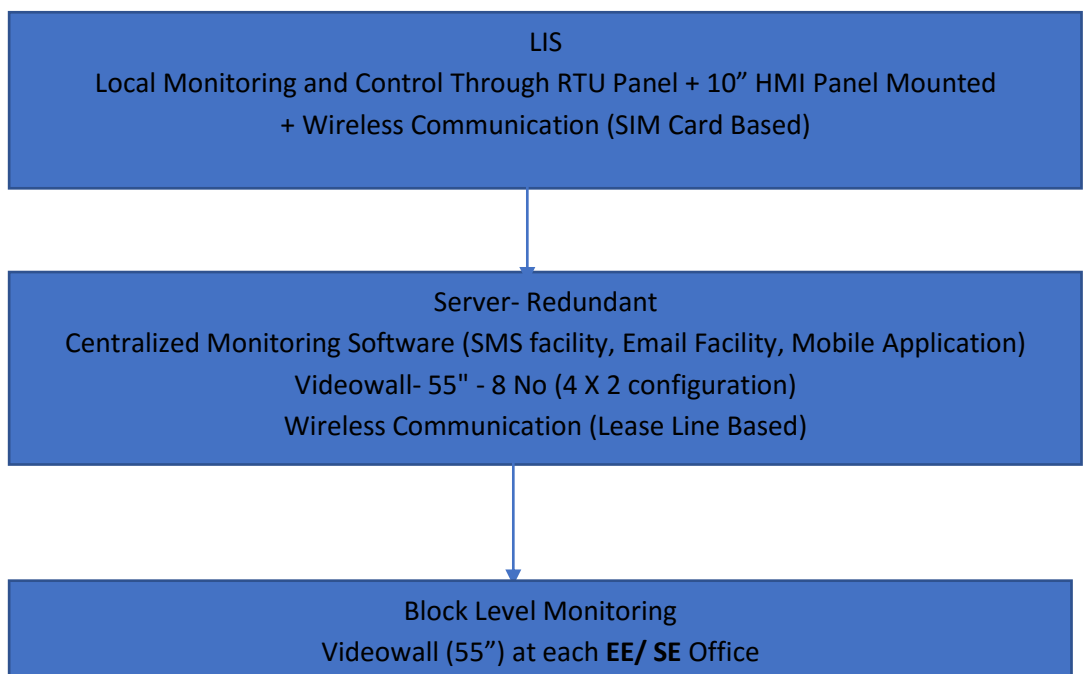 LIS
Local Monitoring and Control Through RTU Panel + 10” HMI Panel Mounted
+ Wireless Communication (SIM Card Based)
Server- Redundant
Centralized Monitoring Software (SMS facility, Email Facility, Mobile Application)
Videowall- 55" - 8 No (4 X 2 configuration)
Wireless Communication (Lease Line Based)
Block Level Monitoring
Videowall (55”) at each EE/ SE Office